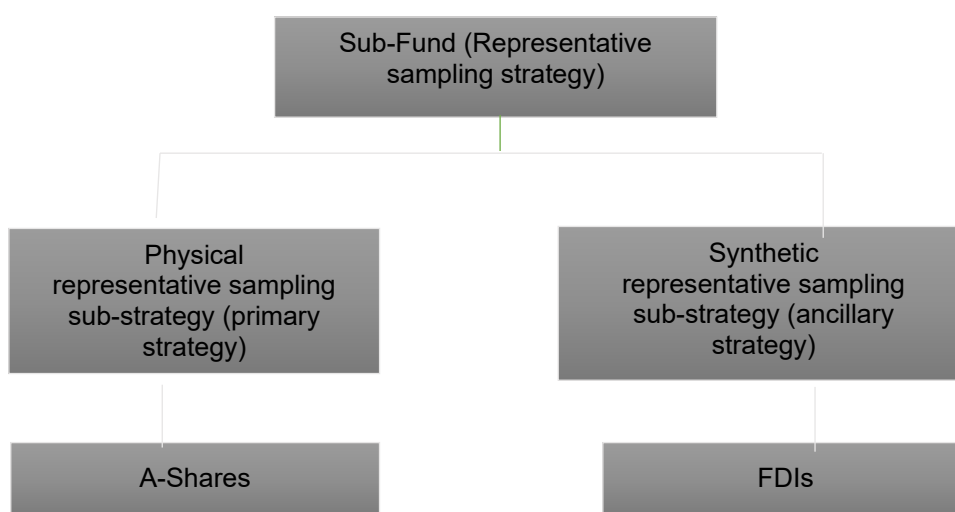 Sub-Fund (Representative
sampling strategy)
Physical
representative sampling
sub-strategy (primary
strategy)
Synthetic
representative sampling
sub-strategy (ancillary
strategy)
A-Shares
FDIs